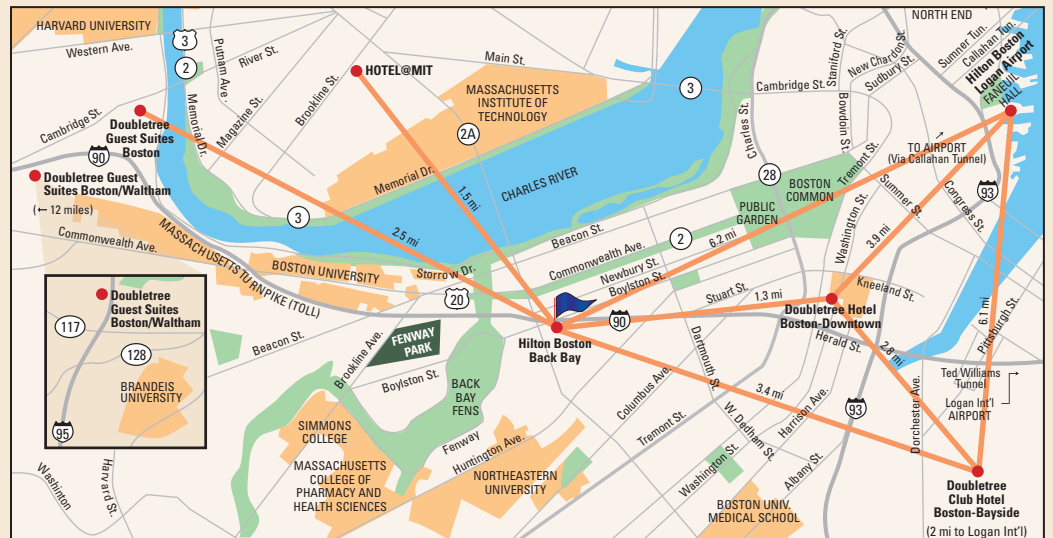 HARVARD UNIVERSITY
Western Ave.
3
2
Putnam Ave.
River St.
Magazine St.
Brookline St.
HOTEL@MIT
Main St.
MASSACHUSETTS
INSTITUTE OF
TECHNOLOGY
2A
2
3
Cambridge St.
Charles St.
Staniford St.
Bowdoin St.
New Chardon St.
Sudbury St.
NORTH END
Sumner Tun.
Callahan Tun.
Hilton Boston
Logan Airport
FANEUIL
HALL
Cambridge St.
Doubletree
Guest Suites
Boston
Memorial Dr.
90
Doubletree Guest
Suites Boston/Waltham
(← 12 miles)
Commonwealth Ave.
MASSACHUSETTS TURNPIKE (TOLL)
3
Memorial Dr.
CHARLES RIVER
1.5 mi
2.5 mi
BOSTON UNIVERSITY
Storrow Dr.
20
Beacon St.
Commonwealth Ave.
2
Newbury St.
Boylston St.
6.2 mi
28
PUBLIC
GARDEN
BOSTON
COMMON
Tremont St.
TO AIRPORT
(Via Callahan Tunnel)
Washington St.
Summer St.
Congress St.
93
3.9 mi
Kneeland St.
Stuart St.
1.3 mi
Doubletree Hotel
Boston-Downtown
Herald St.
90
Hilton Boston
Back Bay
FENWAY
PARK
Brookline Ave.
Beacon St.
Boylston St.
BACK
BAY
FENS
Doubletree
Guest Suites
Boston/Waltham
117
128
BRANDEIS
UNIVERSITY
95
Washinton
Harvard St.
SIMMONS
COLLEGE
MASSACHUSETTS
COLLEGE OF
PHARMACY AND
HEALTH SCIENCES
Fenway
Huntington Ave.
NORTHEASTERN
UNIVERSITY
Columbus Ave.
Tremont St.
Dartmouth St.
W. Dedham St.
Harrison Ave.
Washington St.
Albany St.
BOSTON UNIV.
MEDICAL SCHOOL
3.4 mi
93
2.8 mi
6.1 mi
Pittsburgh St.
Dorchester Ave.
Ted Williams
Tunnel
Logan Int'l
AIRPORT
Doubletree
Club Hotel
Boston-Bayside
(2 mi to Logan Int'l)